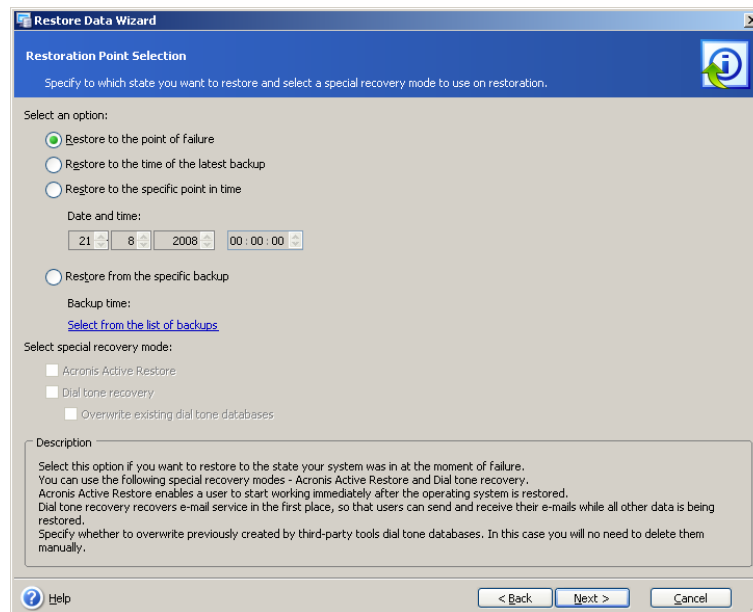 Restore Data Wizard
Restoration Point Selection
Specify to which state you want to restore and select a special recovery mode to use on restoration.
Select an option:
Restore to the point of failure
Restore to the time of the latest backup
Restore to the specific point in time
Date and time:
21 8 2008 00:00:00
Restore from the specific backup
Backup time:
Select from the list of backups
Select special recovery mode:
Acronis Active Restore
Dial tone recovery
Overwrite existing dial tone databases
Description
Select this option if you want to restore to the state your system was in at the moment of failure.
You can use the following special recovery modes - Acronis Active Restore and Dial tone recovery.
Acronis Active Restore enables a user to start working immediately after the operating system is restored.
Dial tone recovery recovers e-mail service in the first place, so that users can send and receive their e-mails while all other data is being
restored.
Specify whether to overwrite previously created by third-party tools dial tone databases. In this case you will no need to delete them
manually.
Help
< Back
Next >
Cancel